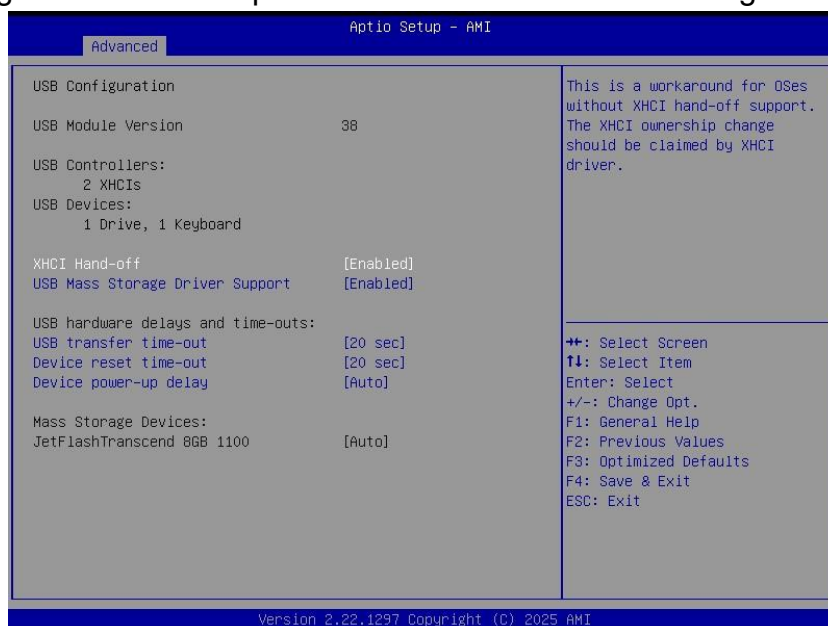 Aptio Setup - AMI
Advanced
USB Configuration
USB Module Version 38
USB Controllers:
2 XHCIs
USB Devices:
1 Drive, 1 Keyboard
XHCI Hand-off [Enabled]
USB Mass Storage Driver Support [Enabled]
USB hardware delays and time-outs:
USB transfer time-out [20 sec]
Device reset time-out [20 sec]
Device power-up delay [Auto]
Mass Storage Devices:
JetFlashTranscend 8GB 1100 [Auto]
This is a workaround for OSes
without XHCI hand-off support.
The XHCI ownership change
should be claimed by XHCI
driver.
→←: Select Screen
↑↓: Select Item
Enter: Select
+/-: Change Opt.
F1: General Help
F2: Previous Values
F3: Optimized Defaults
F4: Save & Exit
ESC: Exit
Version 2.22.1297 Copyright (C) 2025 AMI